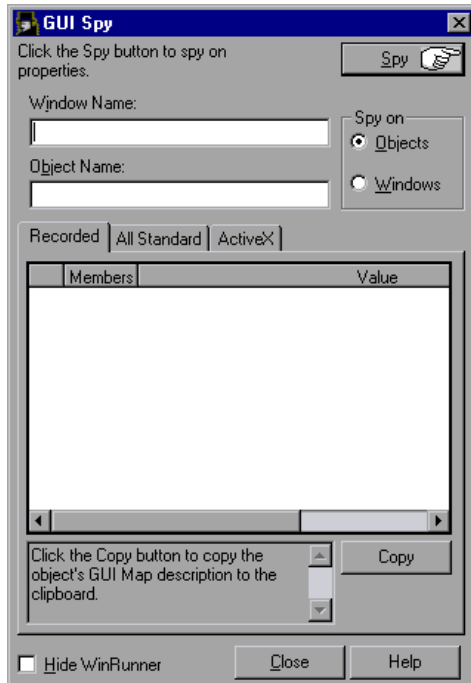 GUI Spy
Click the Spy button to spy on
properties.
Spy
Window Name:
Spy on
Objects
Object Name:
Windows
Recorded All Standard ActiveX
Members Value
Click the Copy button to copy the
object's GUI Map description to the
clipboard.
Copy
Hide WinRunner Close Help